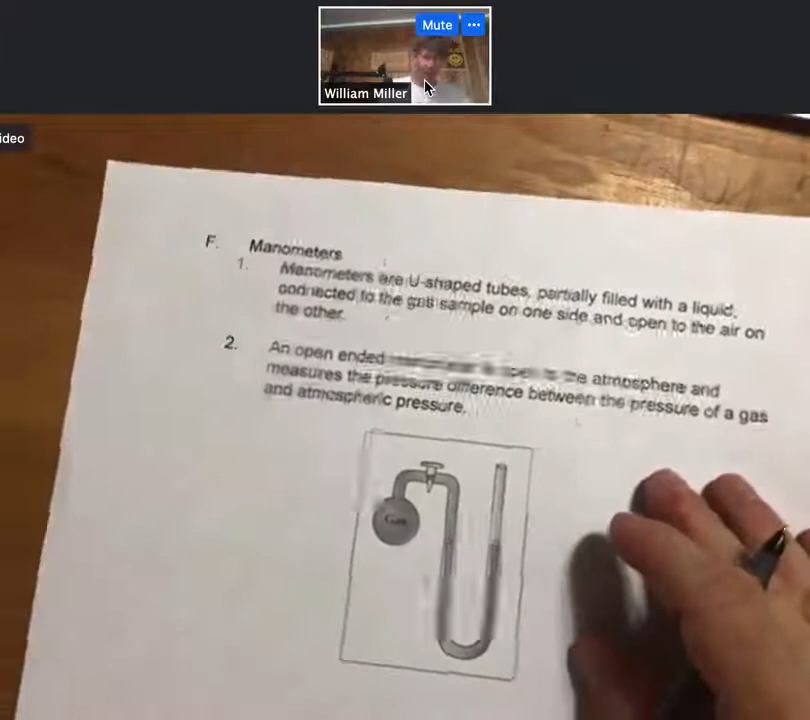 Mute ...
William Miller
ideo
F. Manometers
1. Manometers are U-shaped tubes, partially filled with a liquid,
connected to the gas sample on one side and open to the air on
the other.
2. An open ended atmosphere and
measures the pressure difference between the pressure of a gas
and atmospheric pressure.
Gas